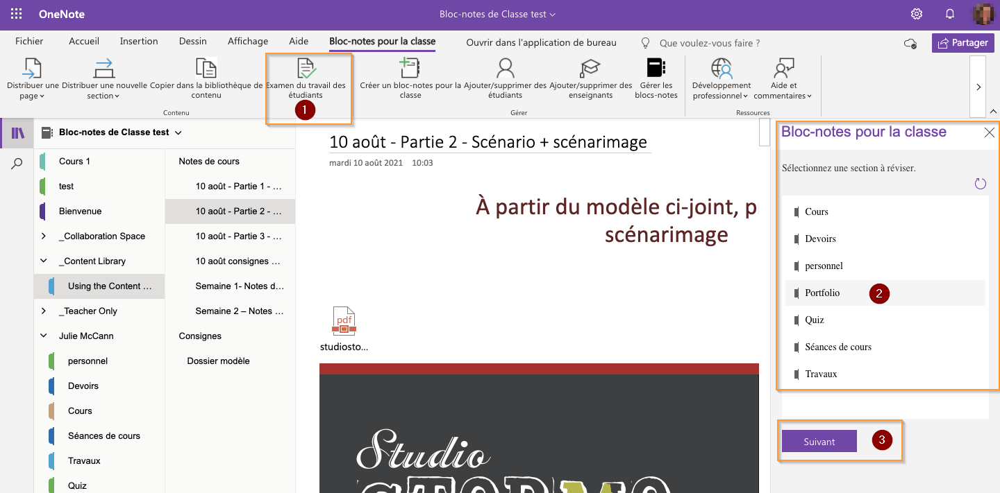 OneNote
Bloc-notes de Classe test
Fichier Accueil Insertion Dessin Affichage Aide Bloc-notes pour la classe Ouvrir dans l'application de bureau Que voulez-vous faire ? Partager
Distribuer une page
Distribuer une nouvelle section
Copier dans la bibliothèque de contenu
Examen du travail des étudiants
1
Créer un bloc-notes pour la classe
Ajouter/supprimer des étudiants
Ajouter/supprimer des enseignants
Gérer les blocs-notes
Développement professionnel
Aide et commentaires
Contenu
Gérer
Ressources
Bloc-notes de Classe test
Cours 1
test
Bienvenue
_Collaboration Space
_Content Library
Using the Content ...
_Teacher Only
Julie McCann
personnel
Devoirs
Cours
Séances de cours
Travaux
Quiz
Notes de cours
10 août - Partie 1 - ...
10 août - Partie 2 - ...
10 août - Partie 3 - ...
10 août consignes ...
Semaine 1- Notes d...
Semaine 2 – Notes ...
Consignes
Dossier modèle
10 août - Partie 2 - Scénario + scénarimage
mardi 10 août 2021 10:03
À partir du modèle ci-joint, p
scénarimage
pdf
studiosto...
Studio
STORMO
Bloc-notes pour la classe
Sélectionnez une section à réviser.
Cours
Devoirs
personnel
Portfolio
2
Quiz
Séances de cours
Travaux
Suivant
3